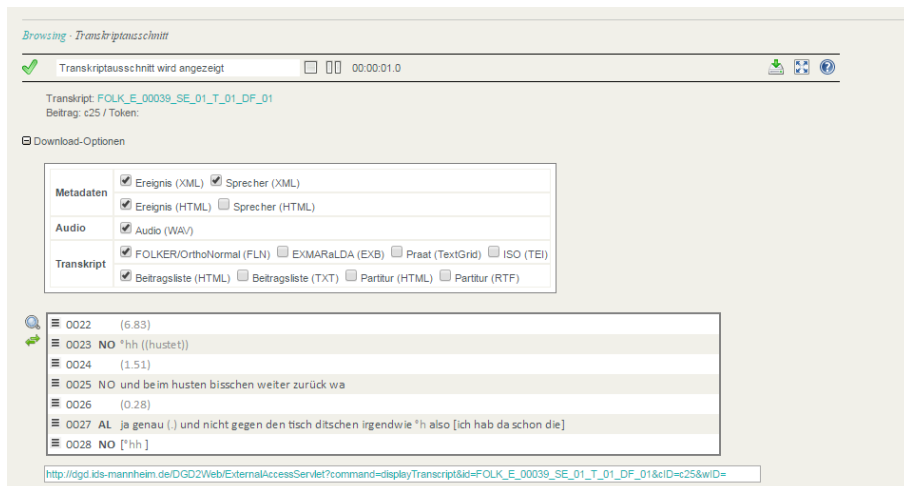 Browsing - Transkriptausschnitt
Transkriptausschnitt wird angezeigt 00:00:01.0
Transkript: FOLK_E_00039_SE_01_T_01_DF_01
Beitrag: c25 / Token:
Download-Optionen
Metadaten
Ereignis (XML) Sprecher (XML)
Ereignis (HTML) Sprecher (HTML)
Audio Audio (WAV)
Transkript
FOLKER/OrthoNormal (FLN) EXMARaLDA (EXB) Praat (TextGrid) ISO (TEI)
Beitragsliste (HTML) Beitragsliste (TXT) Partitur (HTML) Partitur (RTF)
0022 (6.83)
0023 NO °hh ((hustet))
0024 (1.51)
0025 NO und beim husten bisschen weiter zurück wa
0026 (0.28)
0027 AL ja genau (.) und nicht gegen den tisch ditschen irgendwie °h also [ich hab da schon die]
0028 NO [°hh ]
http://dgd.ids-mannheim.de/DGD2Web/ExternalAccessServlet?command=displayTranscript&id=FOLK_E_00039_SE_01_T_01_DF_01&cID=c25&wID=